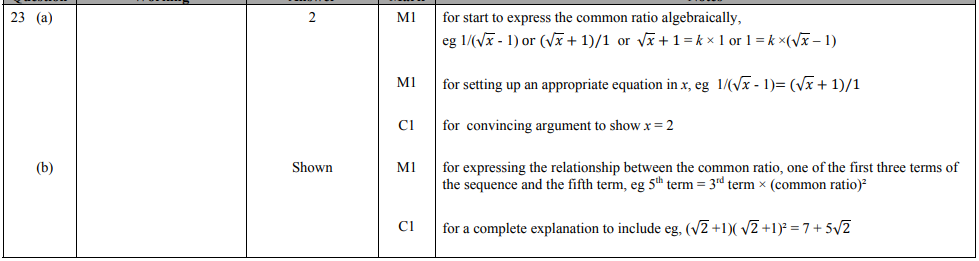 23 (a) 2 M1 for start to express the common ratio algebraically,
eg 1/(√x - 1) or (√x + 1)/1 or √x + 1 = k × 1 or 1 = k ×(√x – 1)
M1 for setting up an appropriate equation in x, eg 1/(√x - 1)= (√x + 1)/1
C1 for convincing argument to show x = 2
(b) Shown M1 for expressing the relationship between the common ratio, one of the first three terms of
the sequence and the fifth term, eg 5th term = 3rd term × (common ratio)²
C1 for a complete explanation to include eg, (√2 +1)( √2 +1)² = 7 + 5√2